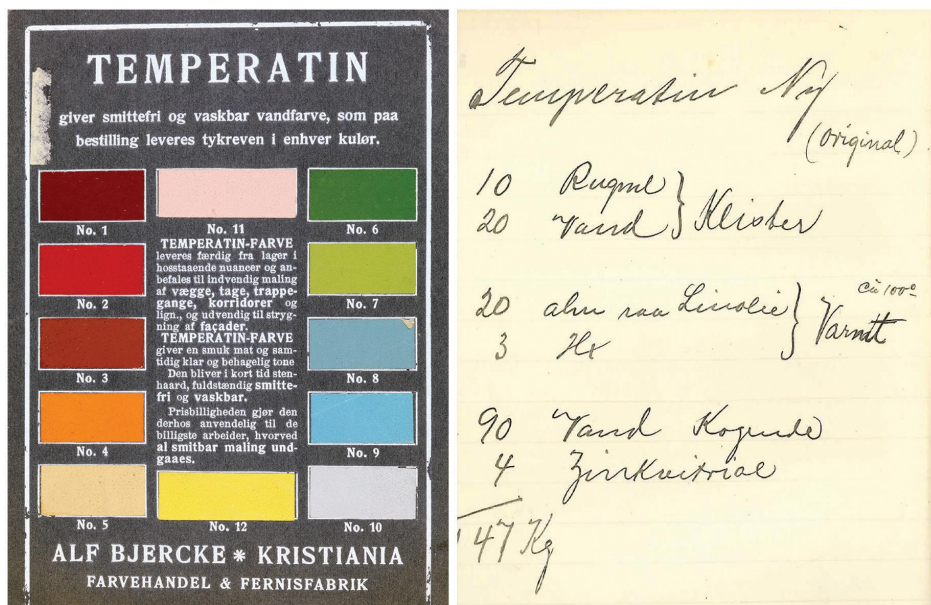 TEMPERATIN
giver smittefri og vaskbar vandfarve, som paa
bestilling leveres tykreven i enhver kulør.
No. 1
No. 11
No. 6
No. 2
No. 7
No. 3
No. 8
No. 4
No. 9
No. 5
No. 12
No. 10
TEMPERATIN-FARVE
leveres færdig fra lager i
hosstaaende nuancer og an-
befales til indvendig maling
af vægge, tage, trappe-
gange, korridorer og
lign., og udvendig til stryg-
ning af façader.
TEMPERATIN-FARVE
giver en smuk mat og sam-
tidig klar og behagelig tone
Den bliver i kort tid sten-
haard, fuldstændig smitte-
fri og vaskbar.
Prisbilligheden gjør den
derhos anvendelig til de
billigste arbeider, hvorved
al smitbar maling und-
gaaes.
ALF BJERCKE * KRISTIANIA
FARVEHANDEL & FERNISFABRIK
Temperatin Ny
(original)
10 Rugml
20 Vand
Klister
20 alm raa Linolie
3 Hx
ca 100°
Varmt
90 Vand Kogende
4 Zinkvitriol
147 Kg